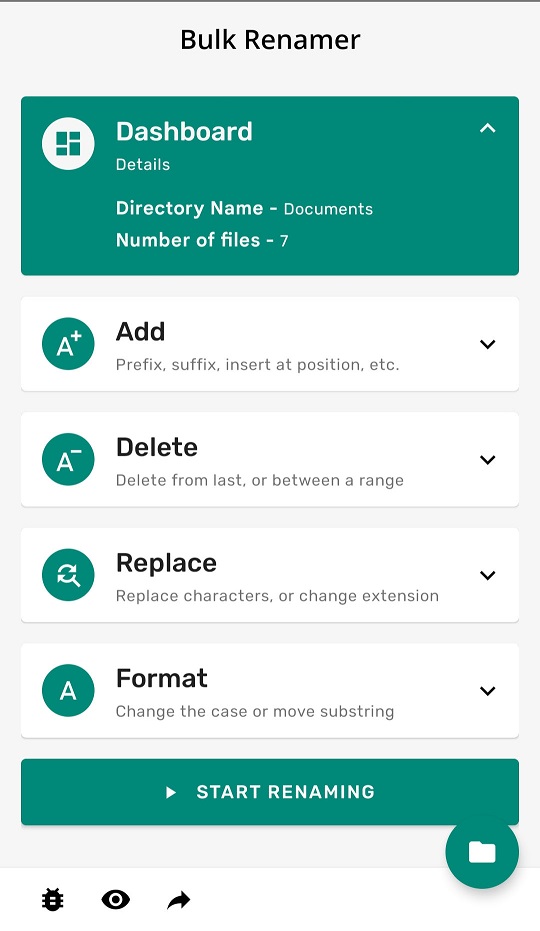 Bulk Renamer
Dashboard
Details
Directory Name - Documents
Number of files - 7
A+
Add
Prefix, suffix, insert at position, etc.
A-
Delete
Delete from last, or between a range
Replace
Replace characters, or change extension
A
Format
Change the case or move substring
START RENAMING